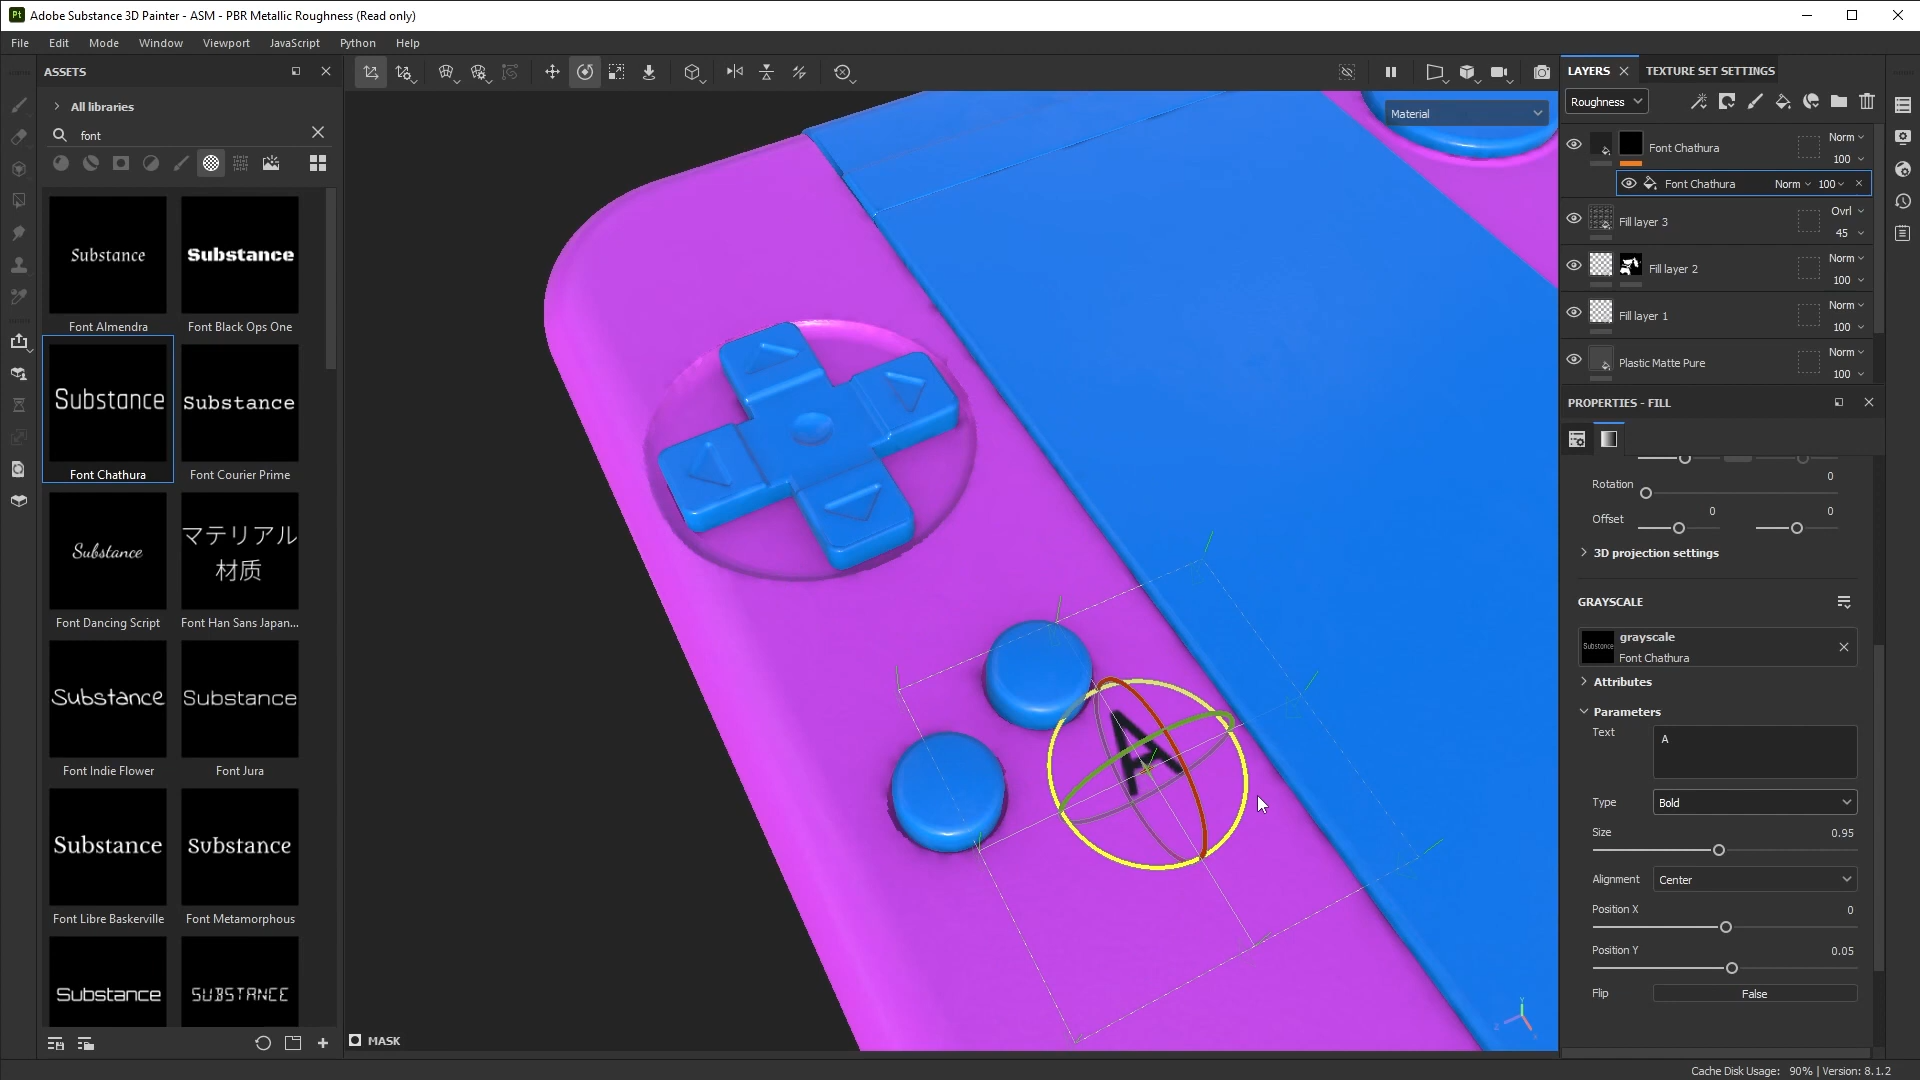 Pt Adobe Substance 3D Painter - ASM - PBR Metallic Roughness (Read only)
File Edit Mode Window Viewport JavaScript Python Help
ASSETS
All libraries
font
Substance
Substance
Font Almendra
Font Black Ops One
Substance
Substance
Font Chathura
Font Courier Prime
Substance
マテリアル
材质
Font Dancing Script
Font Han Sans Japan...
Substance
Substance
Font Indie Flower
Font Jura
Substance
Substance
Font Libre Baskerville
Font Metamorphous
Substance
SUBSTANCE
Material
A
MASK
LAYERS TEXTURE SET SETTINGS
Roughness
Font Chathura Norm 100
Font Chathura Norm 100
Fill layer 3 Ovrl 45
Fill layer 2 Norm 100
Fill layer 1 Norm 100
Plastic Matte Pure Norm 100
PROPERTIES - FILL
Rotation 0
Offset 0 0
3D projection settings
GRAYSCALE
Substance
grayscale
Font Chathura
Attributes
Parameters
Text A
Type Bold
Size 0.95
Alignment Center
Position X 0
Position Y 0.05
Flip False
Y
Z
X
Cache Disk Usage: 90% | Version: 8.1.2